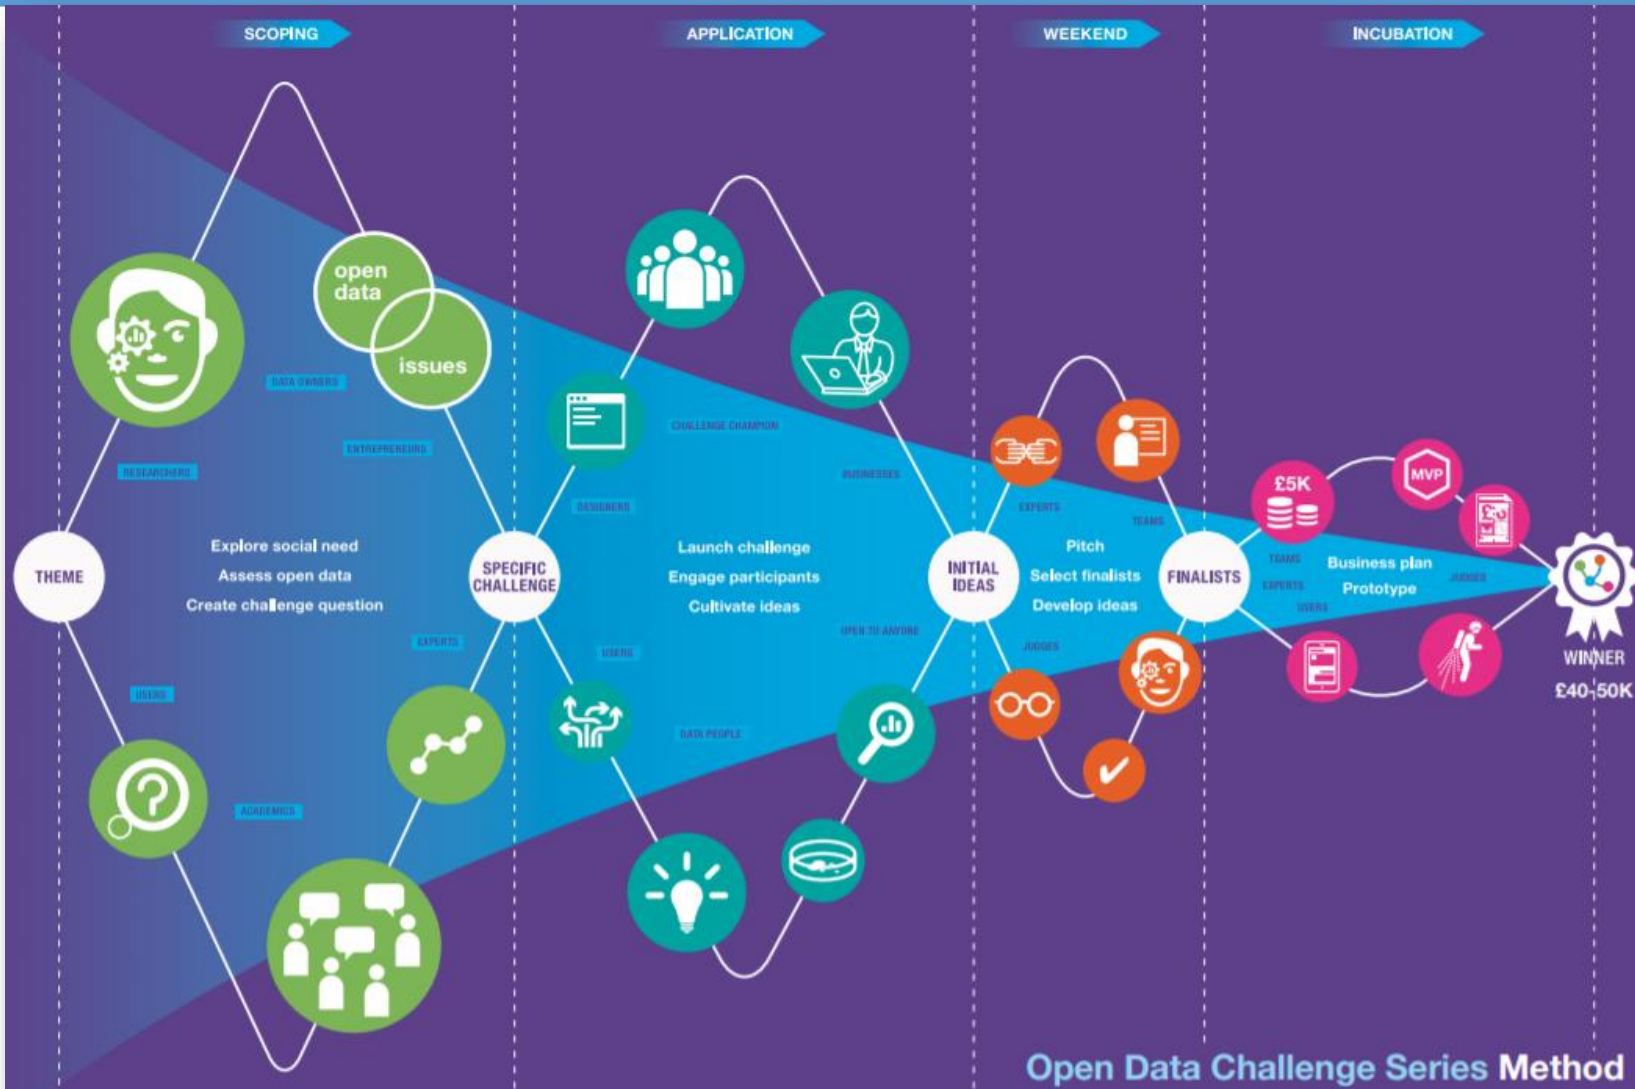 SCOPING
APPLICATION
WEEKEND
INCUBATION
open
data
issues
DATA OWNERS
ENTREPRENEURS
RESEARCHERS
THEME
Explore social need
Assess open data
Create challenge question
EXPERTS
USERS
ACADEMICS
SPECIFIC
CHALLENGE
CHALLENGE CHAMPION
BUSINESSES
DESIGNERS
Launch challenge
Engage participants
Cultivate ideas
OPEN TO ANYONE
USERS
DATA PEOPLE
INITIAL
IDEAS
EXPERTS
TEAMS
Pitch
Select finalists
Develop ideas
JUDGES
FINALISTS
£5K
MVP
£
TEAMS
EXPERTS
USERS
Business plan
Prototype
JUDGES
WINNER
£40-50K
Open Data Challenge Series Method